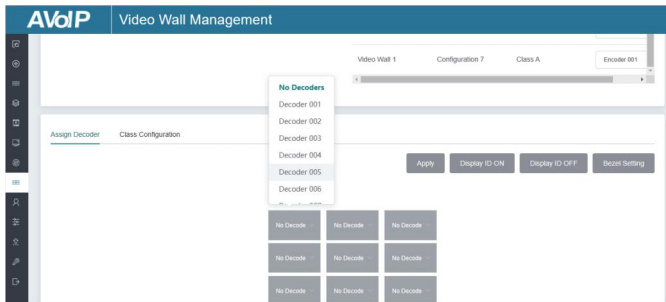 AVoIP Video Wall Management
Video Wall 1 Configuration 7 Class A Encoder 001
No Decoders
Decoder 001
Decoder 002
Decoder 003
Decoder 004
Decoder 005
Decoder 006
Assign Decoder Class Configuration
Apply Display ID ON Display ID OFF Bezel Setting
No Decode No Decode No Decode
No Decode No Decode No Decode
No Decode No Decode No Decode